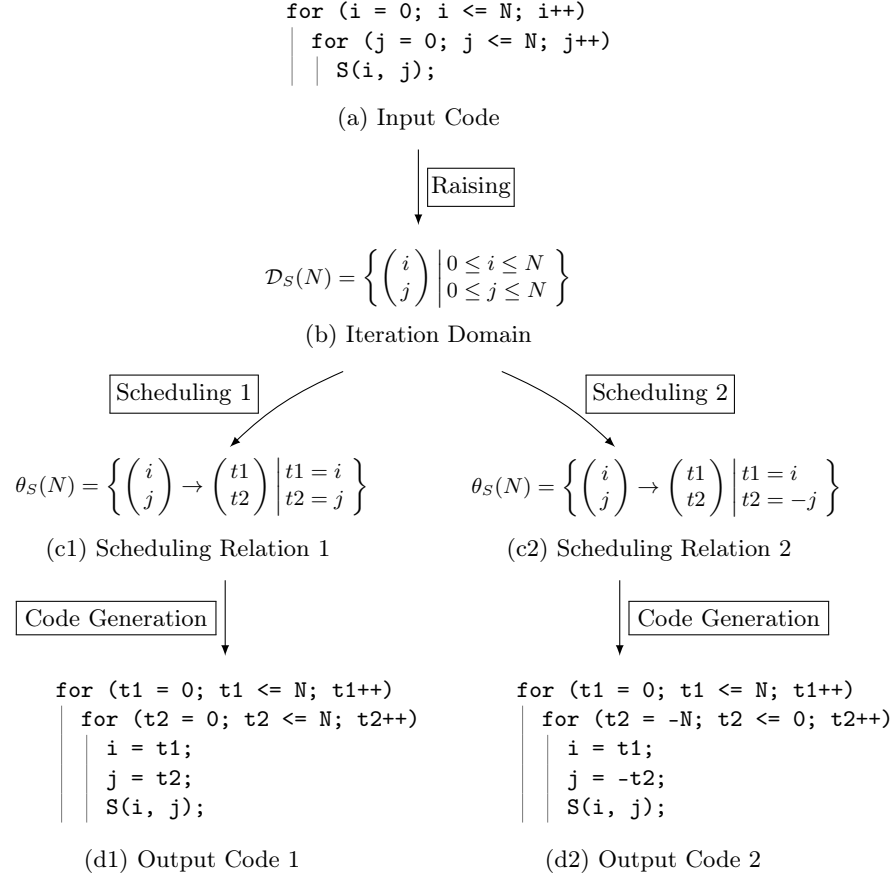 for (i = 0; i <= N; i++)
for (j = 0; j <= N; j++)
S(i, j);
(a) Input Code
Raising
𝒟_S(N) = { (i j) | 0 ≤ i ≤ N 0 ≤ j ≤ N }
(b) Iteration Domain
Scheduling 1
Scheduling 2
θ_S(N) = { (i j) → (t1 t2) | t1 = i t2 = j }
(c1) Scheduling Relation 1
θ_S(N) = { (i j) → (t1 t2) | t1 = i t2 = −j }
(c2) Scheduling Relation 2
Code Generation
Code Generation
for (t1 = 0; t1 <= N; t1++)
for (t2 = 0; t2 <= N; t2++)
i = t1;
j = t2;
S(i, j);
(d1) Output Code 1
for (t1 = 0; t1 <= N; t1++)
for (t2 = -N; t2 <= 0; t2++)
i = t1;
j = -t2;
S(i, j);
(d2) Output Code 2